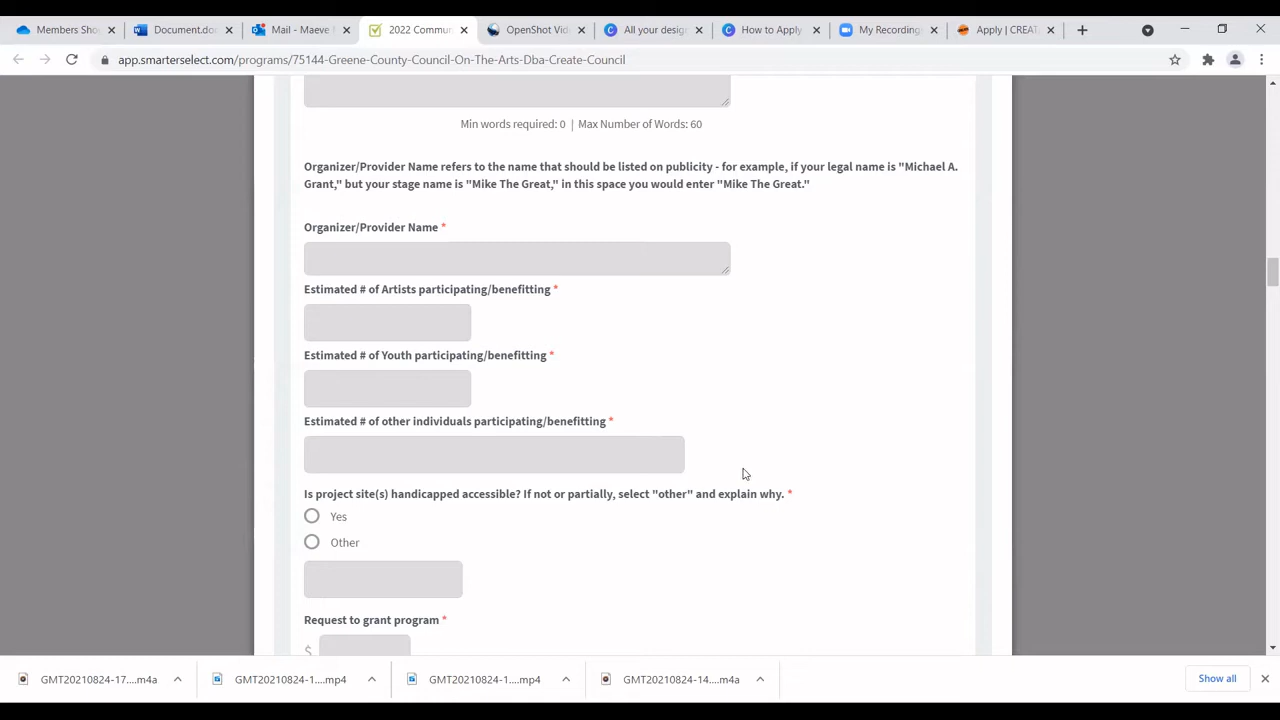 Members Sho
Document.do
Mail - Maeve
2022 Commu
OpenShot Vid
All your desig
How to Apply
My Recording
Apply | CREAT
app.smarterselect.com/programs/75144-Greene-County-Council-On-The-Arts-Dba-Create-Council
Min words required: 0 | Max Number of Words: 60
Organizer/Provider Name refers to the name that should be listed on publicity - for example, if your legal name is "Michael A.
Grant," but your stage name is "Mike The Great," in this space you would enter "Mike The Great."
Organizer/Provider Name *
Estimated # of Artists participating/benefitting *
Estimated # of Youth participating/benefitting *
Estimated # of other individuals participating/benefitting *
Is project site(s) handicapped accessible? If not or partially, select "other" and explain why. *
Yes
Other
Request to grant program *
$
GMT20210824-17....m4a
GMT20210824-1....mp4
GMT20210824-1....mp4
GMT20210824-14....m4a
Show all